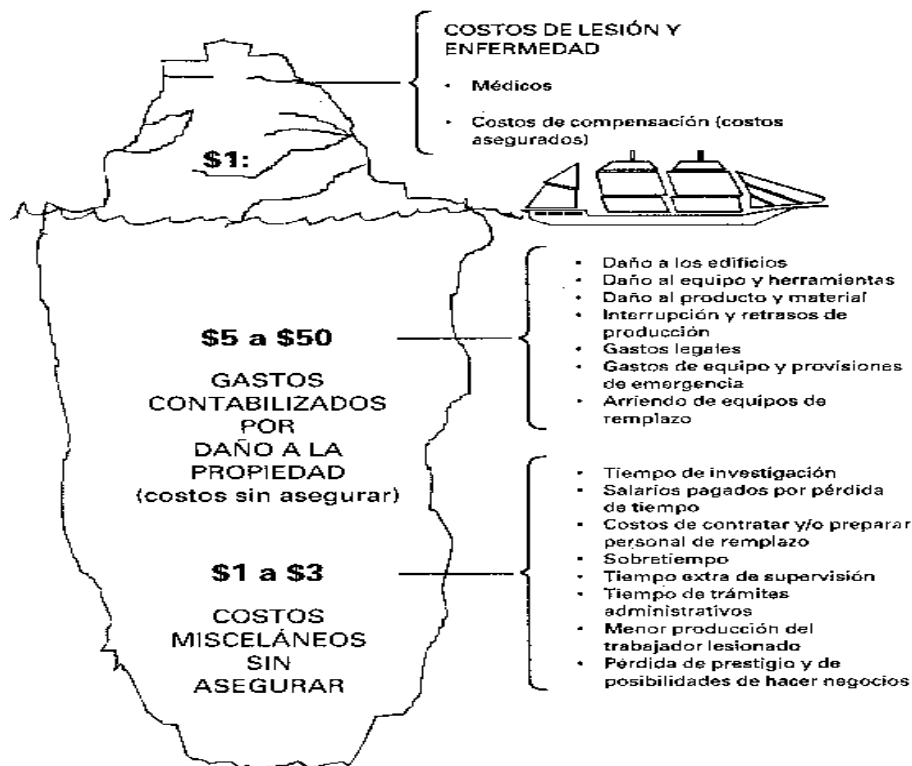 COSTOS DE LESIÓN Y
ENFERMEDAD
• Médicos
• Costos de compensación (costos
asegurados)
$1:
• Daño a los edificios
• Daño al equipo y herramientas
• Daño al producto y material
• Interrupción y retrasos de
producción
• Gastos legales
• Gastos de equipo y provisiones
de emergencia
• Arriendo de equipos de
remplazo
$5 a $50
GASTOS
CONTABILIZADOS
POR
DAÑO A LA
PROPIEDAD
(costos sin asegurar)
• Tiempo de investigación
• Salarios pagados por pérdida
de tiempo
• Costos de contratar y/o preparar
personal de remplazo
• Sobretiempo
• Tiempo extra de supervisión
• Tiempo de trámites
administrativos
• Menor producción del
trabajador lesionado
• Pérdida de prestigio y de
posibilidades de hacer negocios
$1 a $3
COSTOS
MISCELÁNEOS
SIN
ASEGURAR